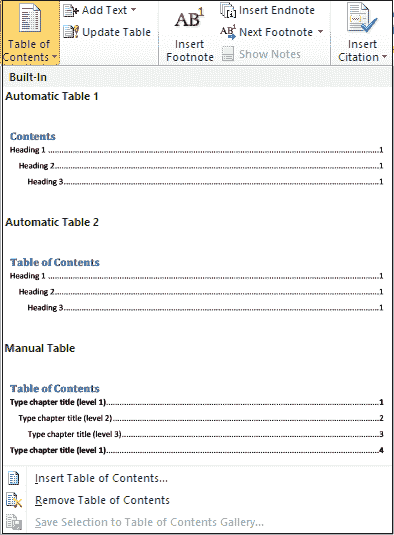 Table of
Contents
Add Text
Update Table
AB1
Insert
Footnote
Insert Endnote
AB1 Next Footnote
Show Notes
Insert
Citation
Built-In
Automatic Table 1
Contents
Heading 1...1
Heading 2...1
Heading 3...1
Automatic Table 2
Table of Contents
Heading 1...1
Heading 2...1
Heading 3...1
Manual Table
Table of Contents
Type chapter title (level 1)...1
Type chapter title (level 2)...2
Type chapter title (level 3)...3
Type chapter title (level 1)...4
Insert Table of Contents...
Remove Table of Contents
Save Selection to Table of Contents Gallery...